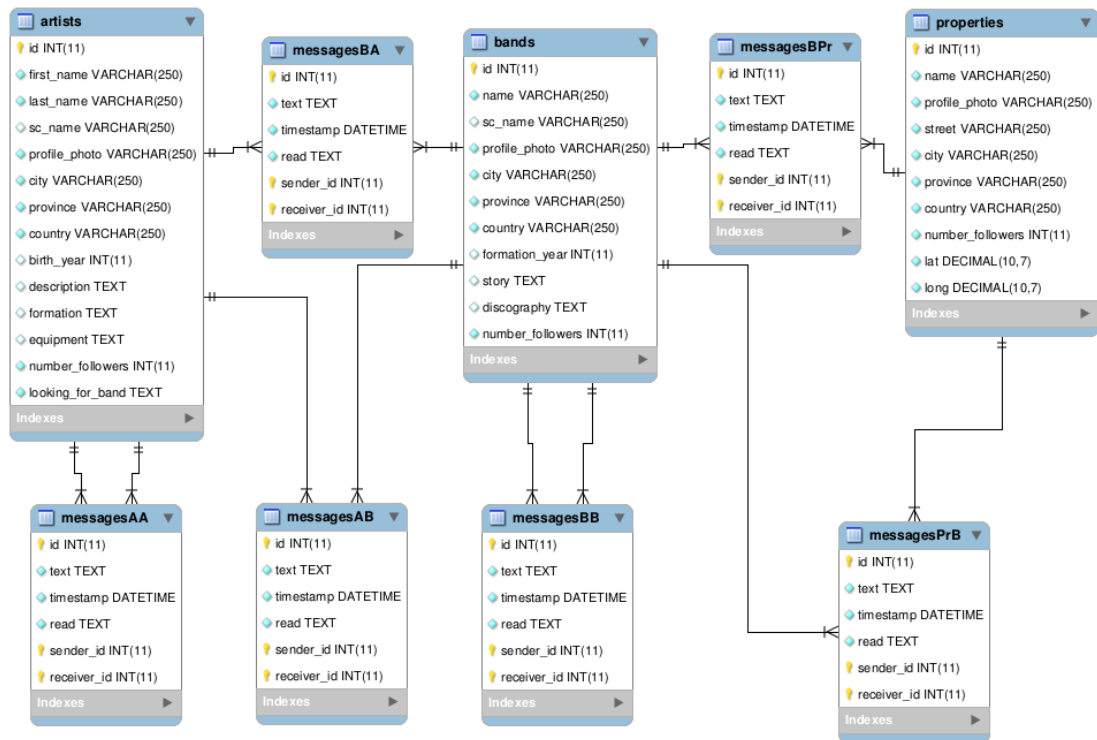 artists
id INT(11)
first_name VARCHAR(250)
last_name VARCHAR(250)
sc_name VARCHAR(250)
profile_photo VARCHAR(250)
city VARCHAR(250)
province VARCHAR(250)
country VARCHAR(250)
birth_year INT(11)
description TEXT
formation TEXT
equipment TEXT
number_followers INT(11)
looking_for_band TEXT
Indexes
messagesBA
id INT(11)
text TEXT
timestamp DATETIME
read TEXT
sender_id INT(11)
receiver_id INT(11)
Indexes
bands
id INT(11)
name VARCHAR(250)
sc_name VARCHAR(250)
profile_photo VARCHAR(250)
city VARCHAR(250)
province VARCHAR(250)
country VARCHAR(250)
formation_year INT(11)
story TEXT
discography TEXT
number_followers INT(11)
Indexes
messagesBPr
id INT(11)
text TEXT
timestamp DATETIME
read TEXT
sender_id INT(11)
receiver_id INT(11)
Indexes
properties
id INT(11)
name VARCHAR(250)
profile_photo VARCHAR(250)
street VARCHAR(250)
city VARCHAR(250)
province VARCHAR(250)
country VARCHAR(250)
number_followers INT(11)
lat DECIMAL(10,7)
long DECIMAL(10,7)
Indexes
messagesAA
id INT(11)
text TEXT
timestamp DATETIME
read TEXT
sender_id INT(11)
receiver_id INT(11)
Indexes
messagesAB
id INT(11)
text TEXT
timestamp DATETIME
read TEXT
sender_id INT(11)
receiver_id INT(11)
Indexes
messagesBB
id INT(11)
text TEXT
timestamp DATETIME
read TEXT
sender_id INT(11)
receiver_id INT(11)
Indexes
messagesPrB
id INT(11)
text TEXT
timestamp DATETIME
read TEXT
sender_id INT(11)
receiver_id INT(11)
Indexes